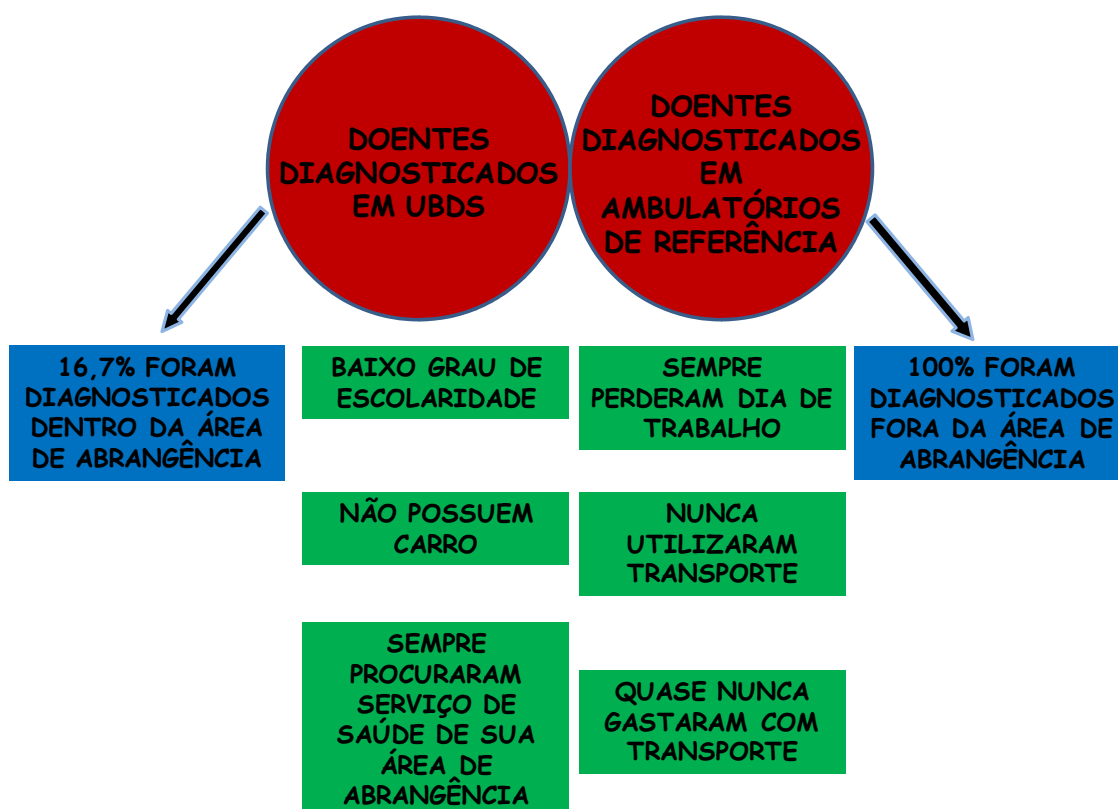 DOENTES
DIAGNOSTICADOS
EM UBDS
DOENTES
DIAGNOSTICADOS
EM
AMBULATÓRIOS
DE REFERÊNCIA
16,7% FORAM
DIAGNOSTICADOS
DENTRO DA ÁREA
DE ABRANGÊNCIA
BAIXO GRAU DE
ESCOLARIDADE
SEMPRE
PERDERAM DIA DE
TRABALHO
100% FORAM
DIAGNOSTICADOS
FORA DA ÁREA DE
ABRANGÊNCIA
NÃO POSSUEM
CARRO
NUNCA
UTILIZARAM
TRANSPORTE
SEMPRE
PROCURARAM
SERVIÇO DE
SAÚDE DE SUA
ÁREA DE
ABRANGÊNCIA
QUASE NUNCA
GASTARAM COM
TRANSPORTE